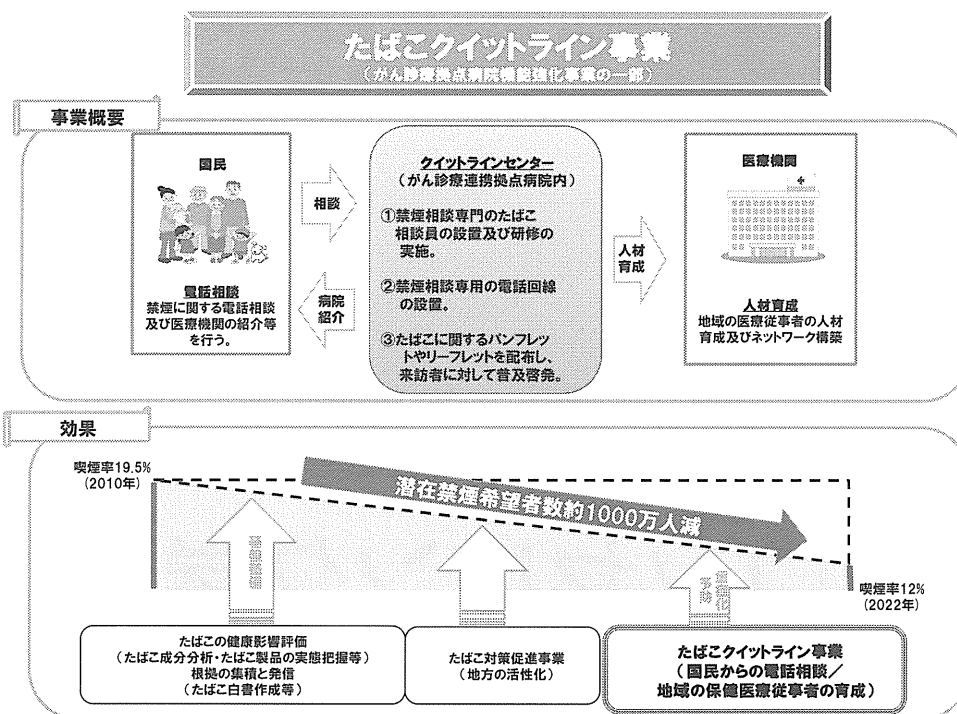 たばこクイットライン事業
(がん診療拠点病院機能強化事業の一部)
事業概要
国民
電話相談
禁煙に関する電話相談
及び医療機関の紹介等
を行う。
相談
病院
紹介
クイットラインセンター
(がん診療連携拠点病院内)
①禁煙相談専門のたばこ
相談員の設置及び研修の
実施。
②禁煙相談専用の電話回線
の設置。
③たばこに関するパンフレッ
トやリーフレットを配布し、
来訪者に対して普及啓発。
人材
育成
医療機関
人材育成
地域の医療従事者の人材
育成及びネットワーク構築
効果
喫煙率19.5%
(2010年)
潜在禁煙希望者数約1000万人減
喫煙率12%
(2022年)
たばこの健康影響評価
(たばこ成分分析・たばこ製品の実態把握等)
根拠の集積と発信
(たばこ白書作成等)
たばこ対策促進事業
(地方の活性化)
重症化
予防
たばこクイットライン事業
(国民からの電話相談/
地域の保健医療従事者の育成)